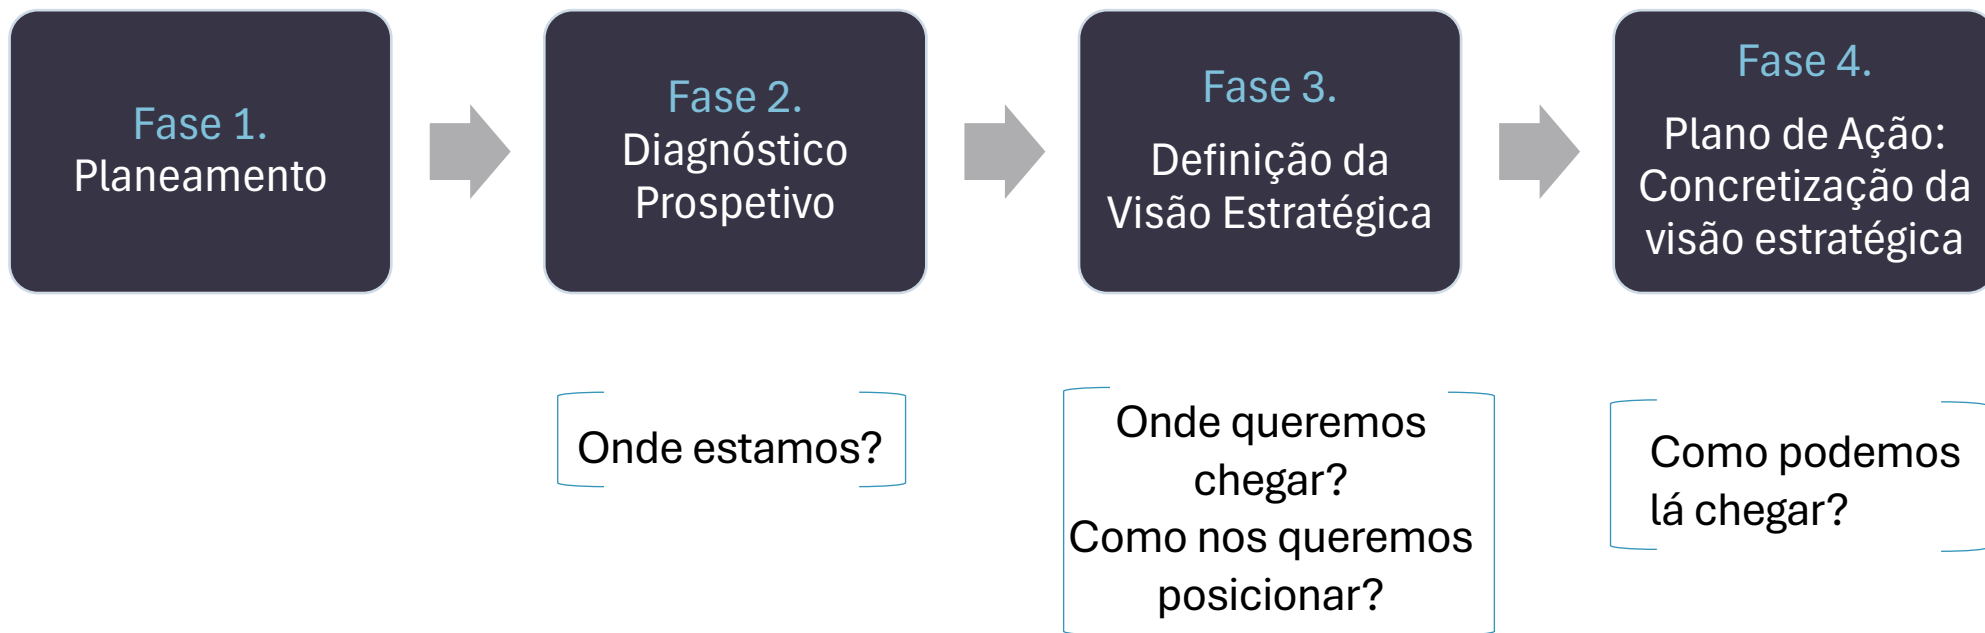 Fase 1.
Planeamento
Fase 2.
Diagnóstico
Prospetivo
Fase 3.
Definição da
Visão Estratégica
Fase 4.
Plano de Ação:
Concretização da
visão estratégica
Onde estamos?
Onde queremos
chegar?
Como nos queremos
posicionar?
Como podemos
lá chegar?